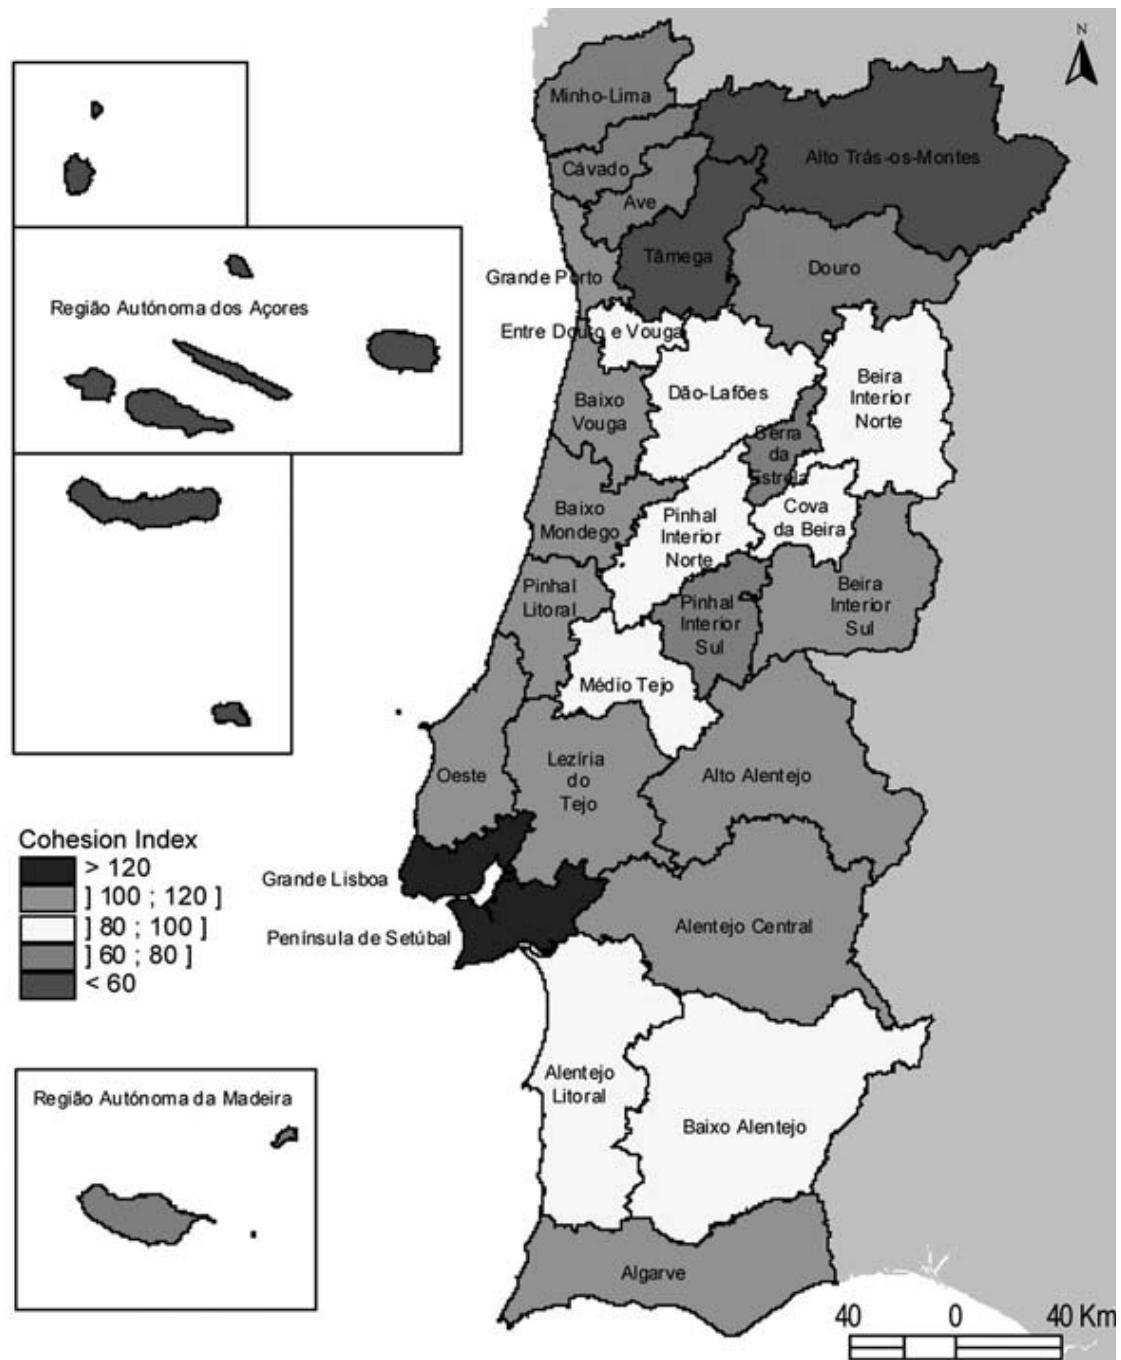 N
Minho-Lima
Alto Trás-os-Montes
Cávado
Ave
Tâmega
Douro
Grande Porto
Região Autónoma dos Açores
Entre Douro e Vouga
Beira
Interior
Norte
Dão-Lafões
Baixo
Vouga
Serra
da
Estrela
Cova
da Beira
Baixo
Mondego
Pinhal
Interior
Norte
Pinhal
Litoral
Beira
Interior
Sul
Pinhal
Interior
Sul
Médio Tejo
Oeste
Lezíria
do
Tejo
Alto Alentejo
Cohesion Index
> 120
] 100 ; 120 ]
] 80 ; 100 ]
] 60 ; 80 ]
< 60
Grande Lisboa
Península de Setúbal
Alentejo Central
Alentejo
Litoral
Baixo Alentejo
Região Autónoma da Madeira
Algarve
40 0 40 Km